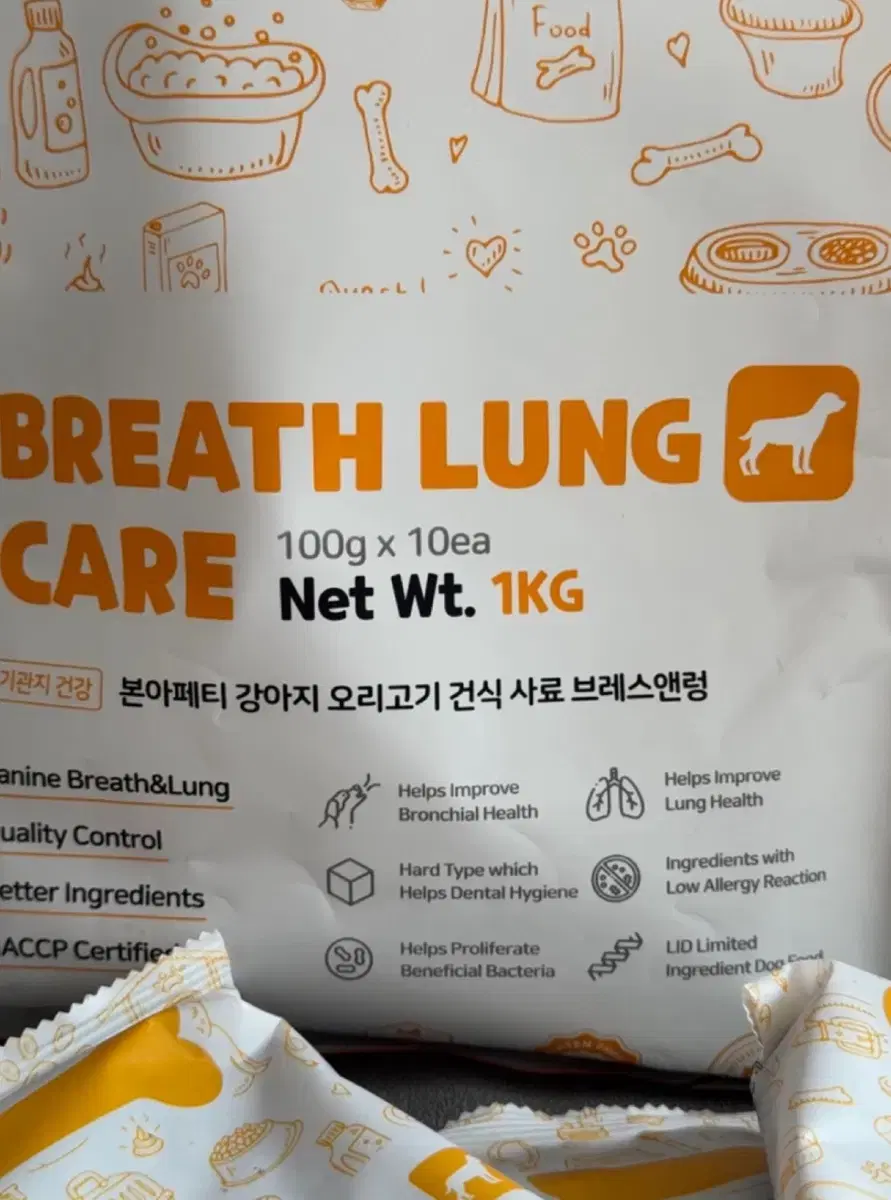 Food
BREATH LUNG
CARE
100g x 10ea
Net Wt. 1KG
기관지 건강
본아페티 강아지 오리고기 건식 사료 브레스앤렁
anine Breath&Lung
uality Control
etter Ingredients
ACCP Certifie
Helps Improve
Bronchial Health
Helps Improve
Lung Health
Hard Type which
Helps Dental Hygiene
Ingredients with
Low Allergy Reaction
Helps Proliferate
Beneficial Bacteria
LID Limited
Ingredient Dog Food